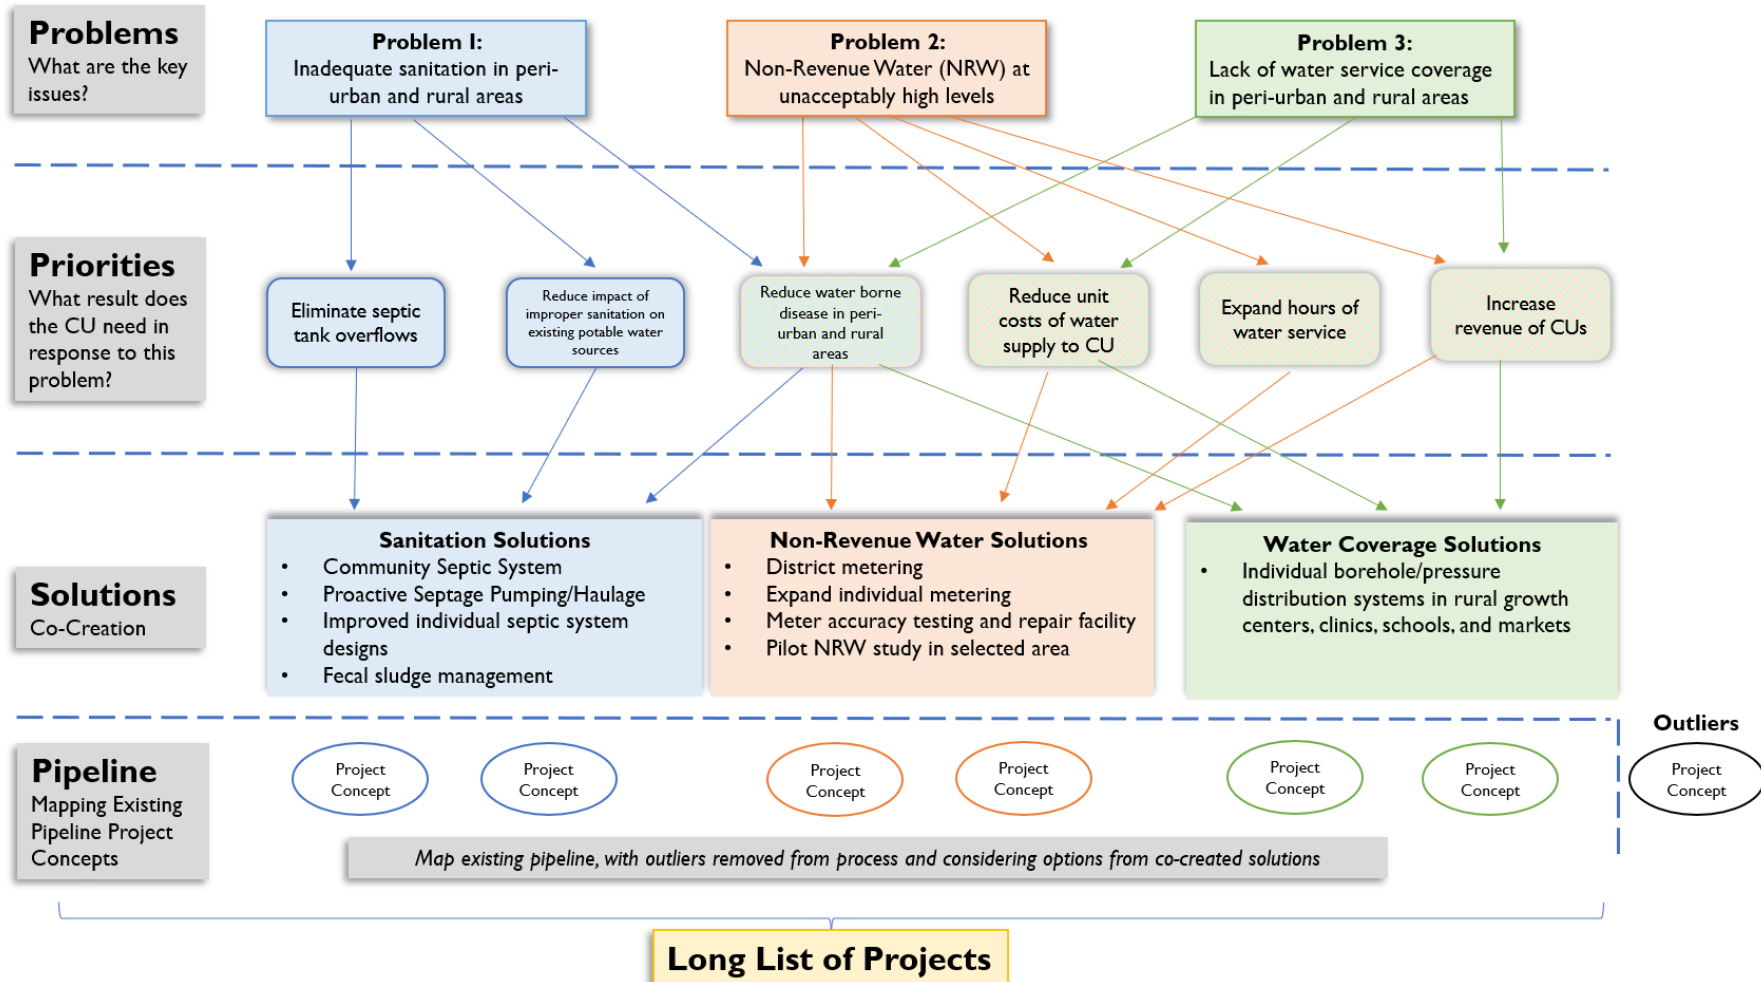 Problems
What are the key
issues?
Problem 1:
Inadequate sanitation in peri-
urban and rural areas
Problem 2:
Non-Revenue Water (NRW) at
unacceptably high levels
Problem 3:
Lack of water service coverage
in peri-urban and rural areas
Priorities
What result does
the CU need in
response to this
problem?
Eliminate septic
tank overflows
Reduce impact of
improper sanitation on
existing potable water
sources
Reduce water borne
disease in peri-
urban and rural
areas
Reduce unit
costs of water
supply to CU
Expand hours of
water service
Increase
revenue of CUs
Solutions
Co-Creation
Sanitation Solutions
• Community Septic System
• Proactive Septage Pumping/Haulage
• Improved individual septic system
designs
• Fecal sludge management
Non-Revenue Water Solutions
• District metering
• Expand individual metering
• Meter accuracy testing and repair facility
• Pilot NRW study in selected area
Water Coverage Solutions
• Individual borehole/pressure
distribution systems in rural growth
centers, clinics, schools, and markets
Pipeline
Mapping Existing
Pipeline Project
Concepts
Project
Concept
Project
Concept
Project
Concept
Project
Concept
Project
Concept
Project
Concept
Outliers
Project
Concept
Map existing pipeline, with outliers removed from process and considering options from co-created solutions
Long List of Projects